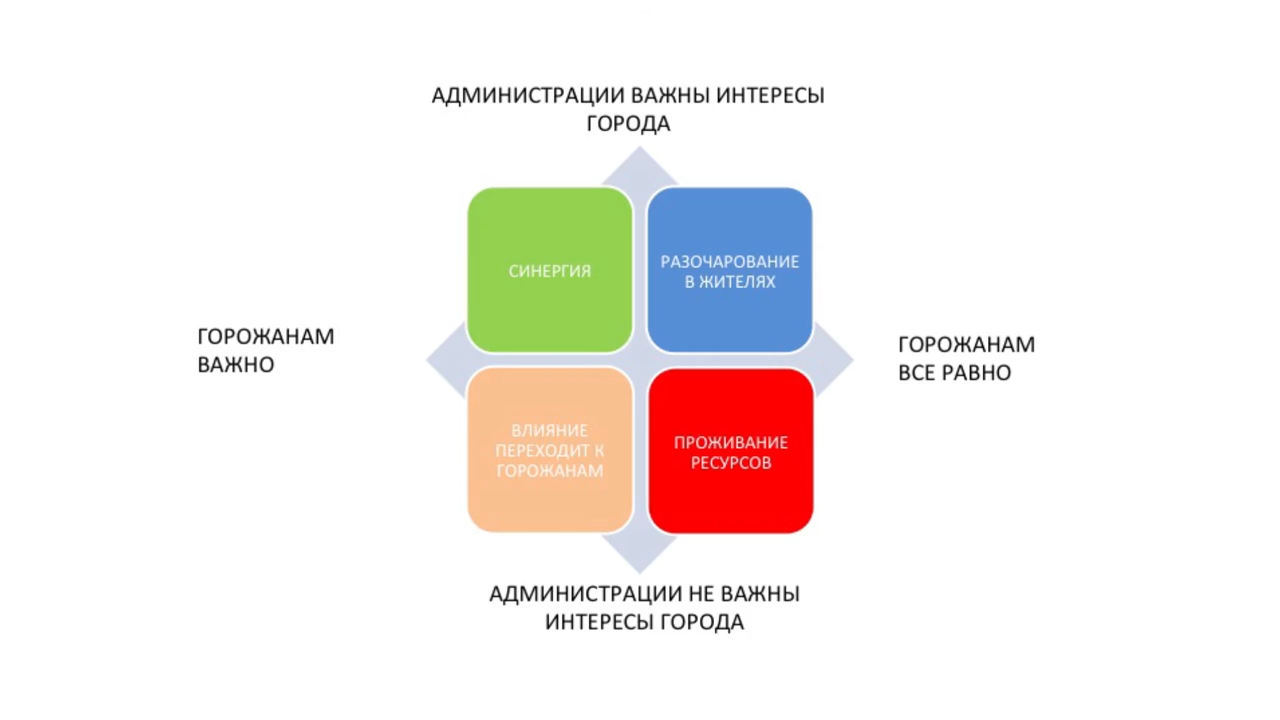 АДМИНИСТРАЦИИ ВАЖНЫ ИНТЕРЕСЫ
ГОРОДА
СИНЕРГИЯ
РАЗОЧАРОВАНИЕ
В ЖИТЕЛЯХ
ГОРОЖАНАМ
ВАЖНО
ГОРОЖАНАМ
ВСЕ РАВНО
ВЛИЯНИЕ
ПЕРЕХОДИТ К
ГОРОЖАНАМ
ПРОЖИВАНИЕ
РЕСУРСОВ
АДМИНИСТРАЦИИ НЕ ВАЖНЫ
ИНТЕРЕСЫ ГОРОДА